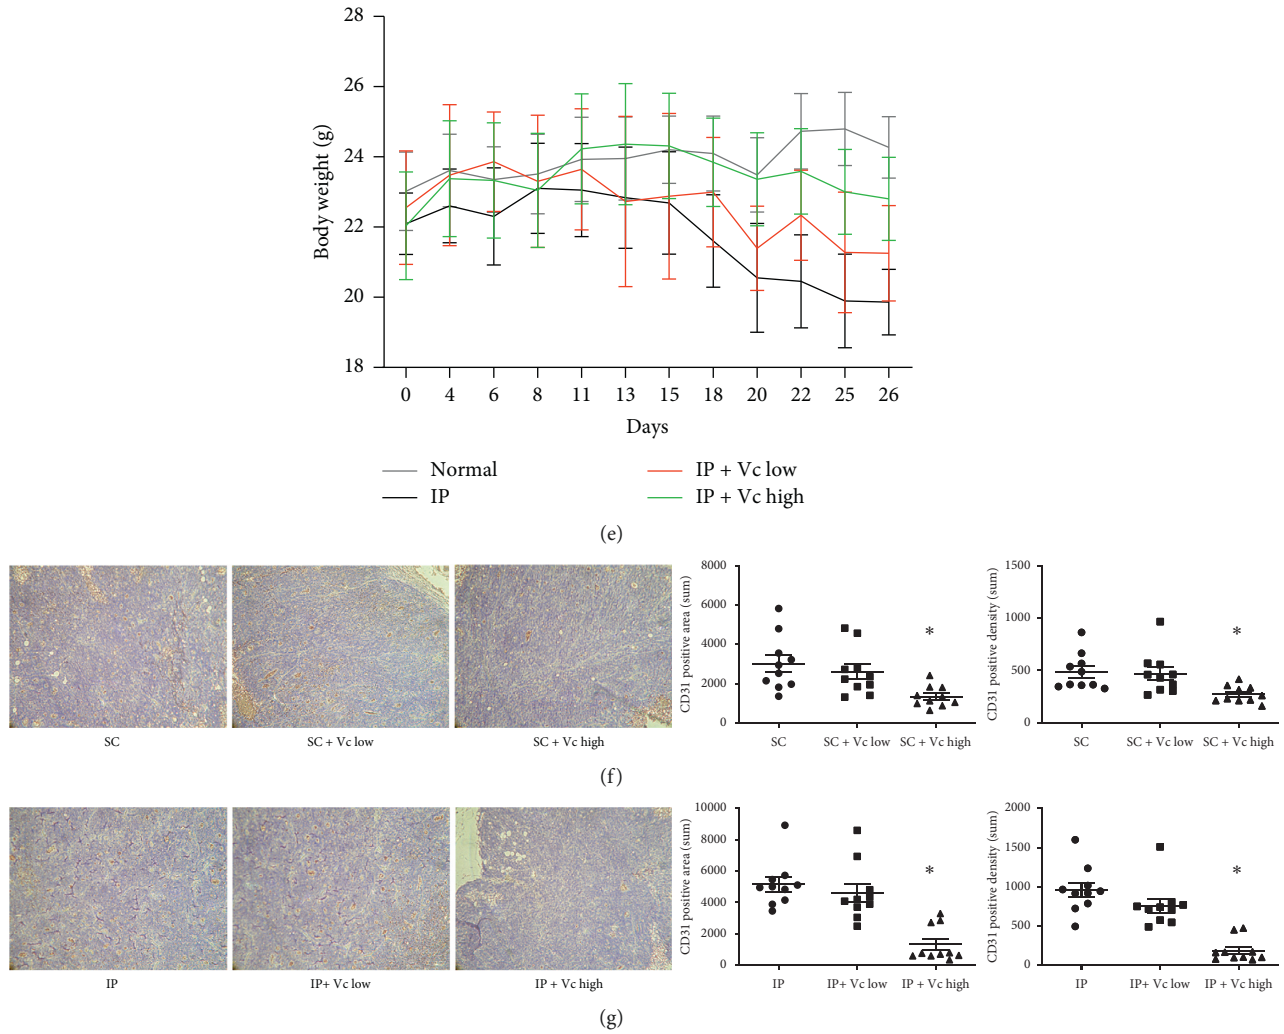 28
26
24
22
20
18
Body weight (g)
0 4 6 8 11 13 15 18 20 22 25 26
Days
Normal
IP + Vc low
IP
IP + Vc high
(e)
SC
SC + Vc low
SC + Vc high
CD31 positive area (sum)
8000
6000
4000
2000
0
*
SC SC + Vc low SC + Vc high
CD31 positive density (sum)
1500
1000
500
0
*
SC SC + Vc low SC + Vc high
(f)
IP
IP+ Vc low
IP + Vc high
CD31 positive area (sum)
10000
8000
6000
4000
2000
0
*
IP IP+ Vc low IP + Vc high
CD31 positive density (sum)
2000
1500
1000
500
0
*
IP IP+ Vc low IP + Vc high
(g)